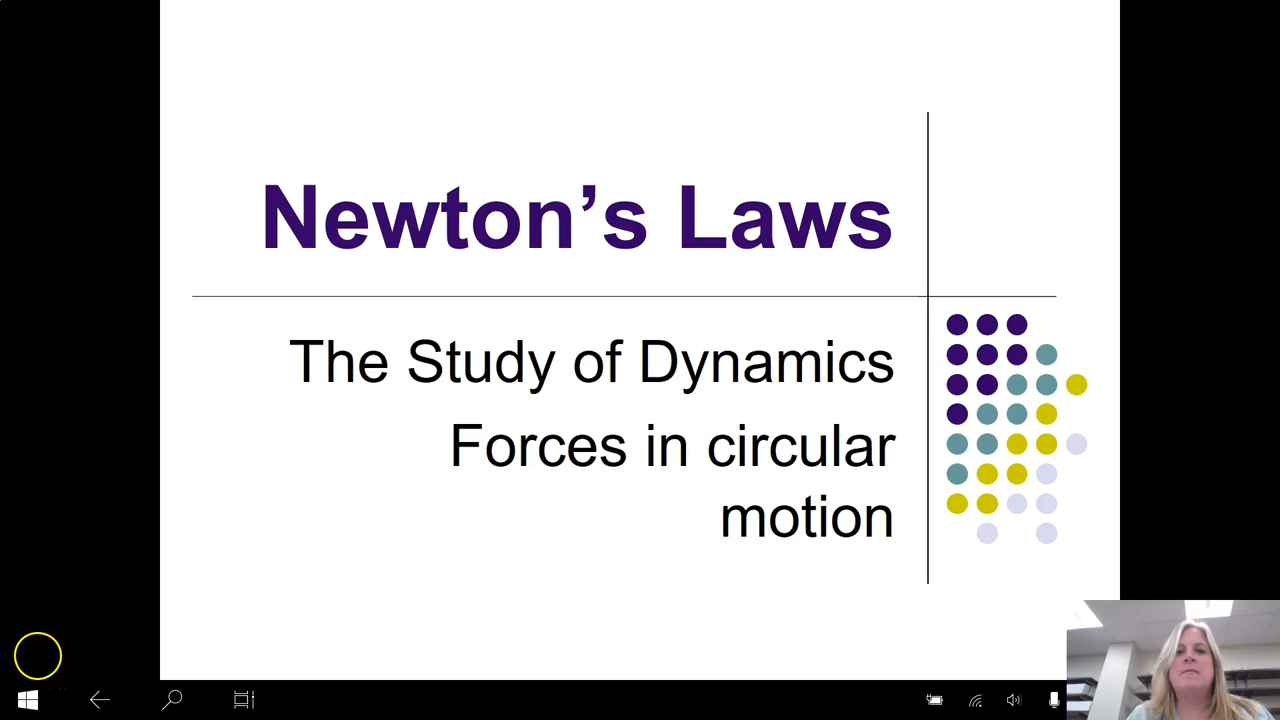 Newton’s Laws
The Study of Dynamics
Forces in circular
motion